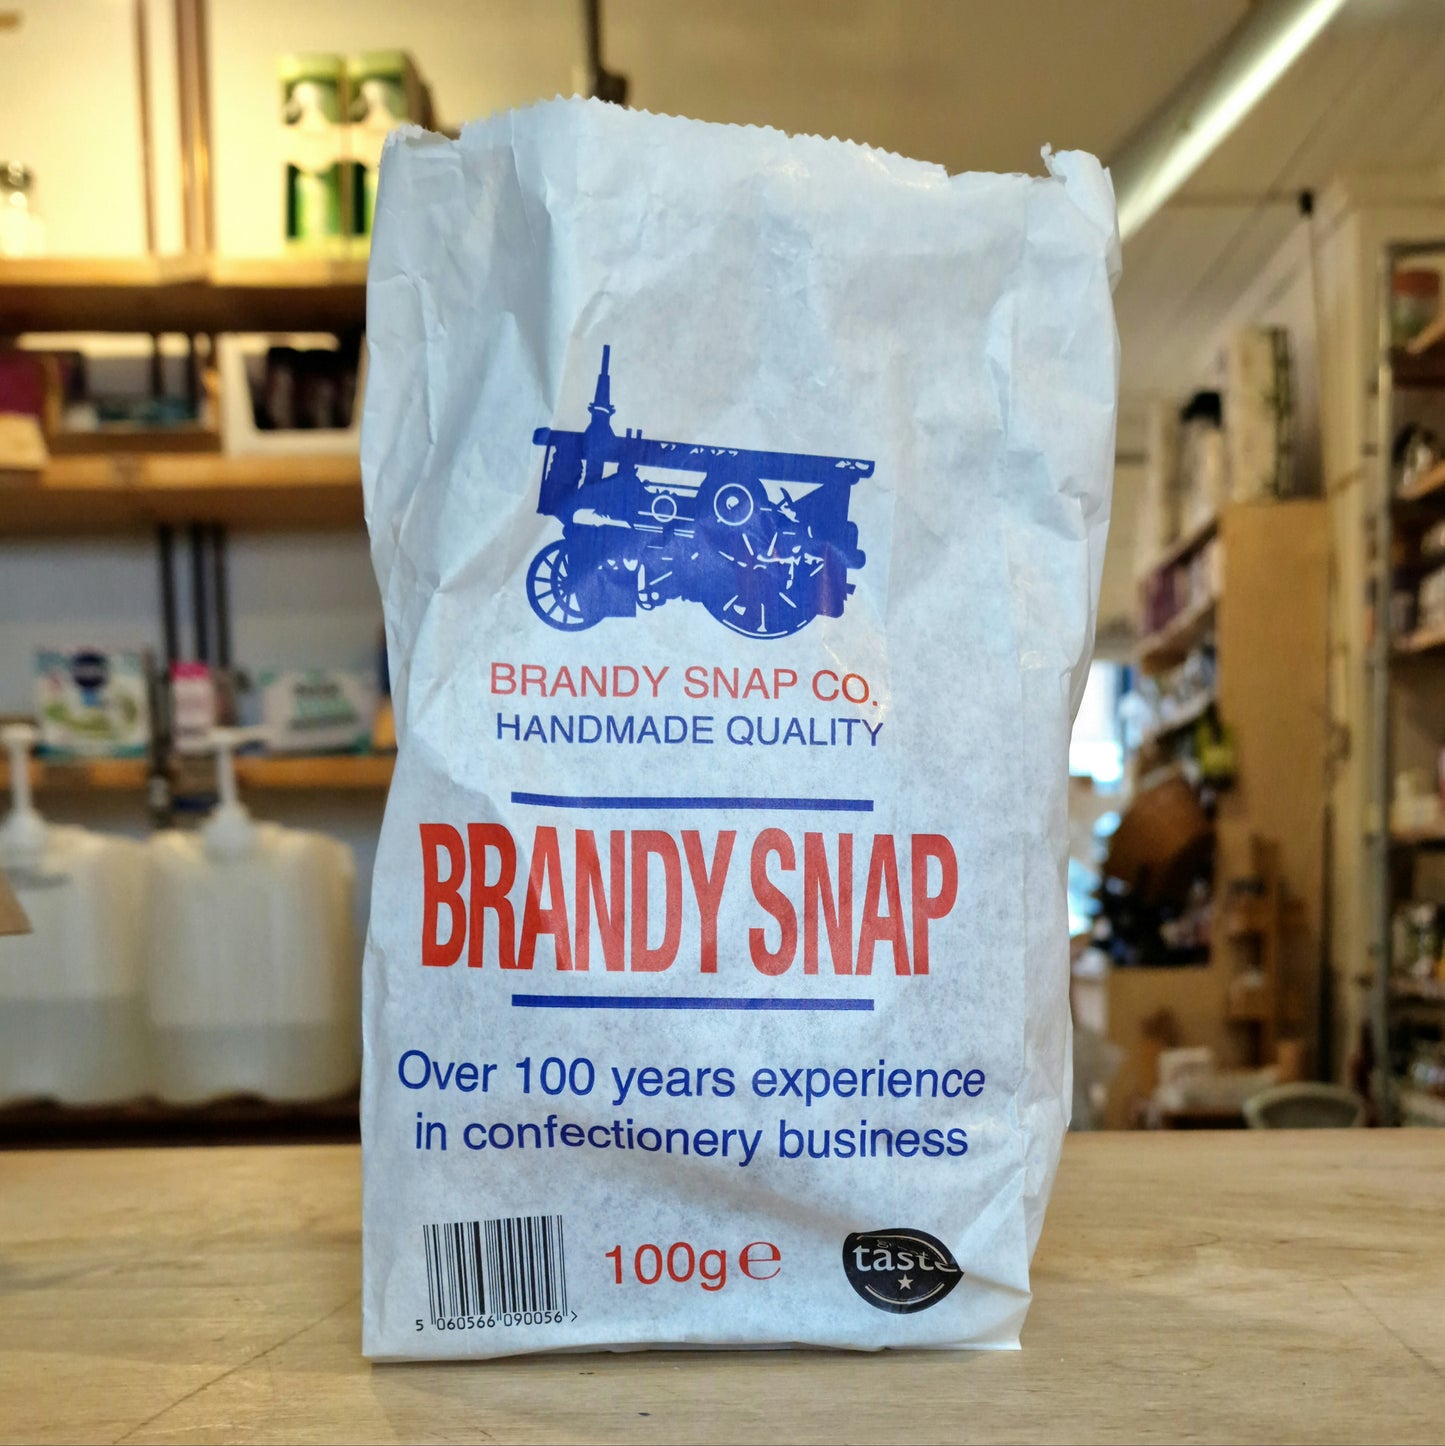 BRANDY SNAP CO.
HANDMADE QUALITY
BRANDY SNAP
Over 100 years experience
in confectionery business
5 060566 090056 >
100g ℮
taste